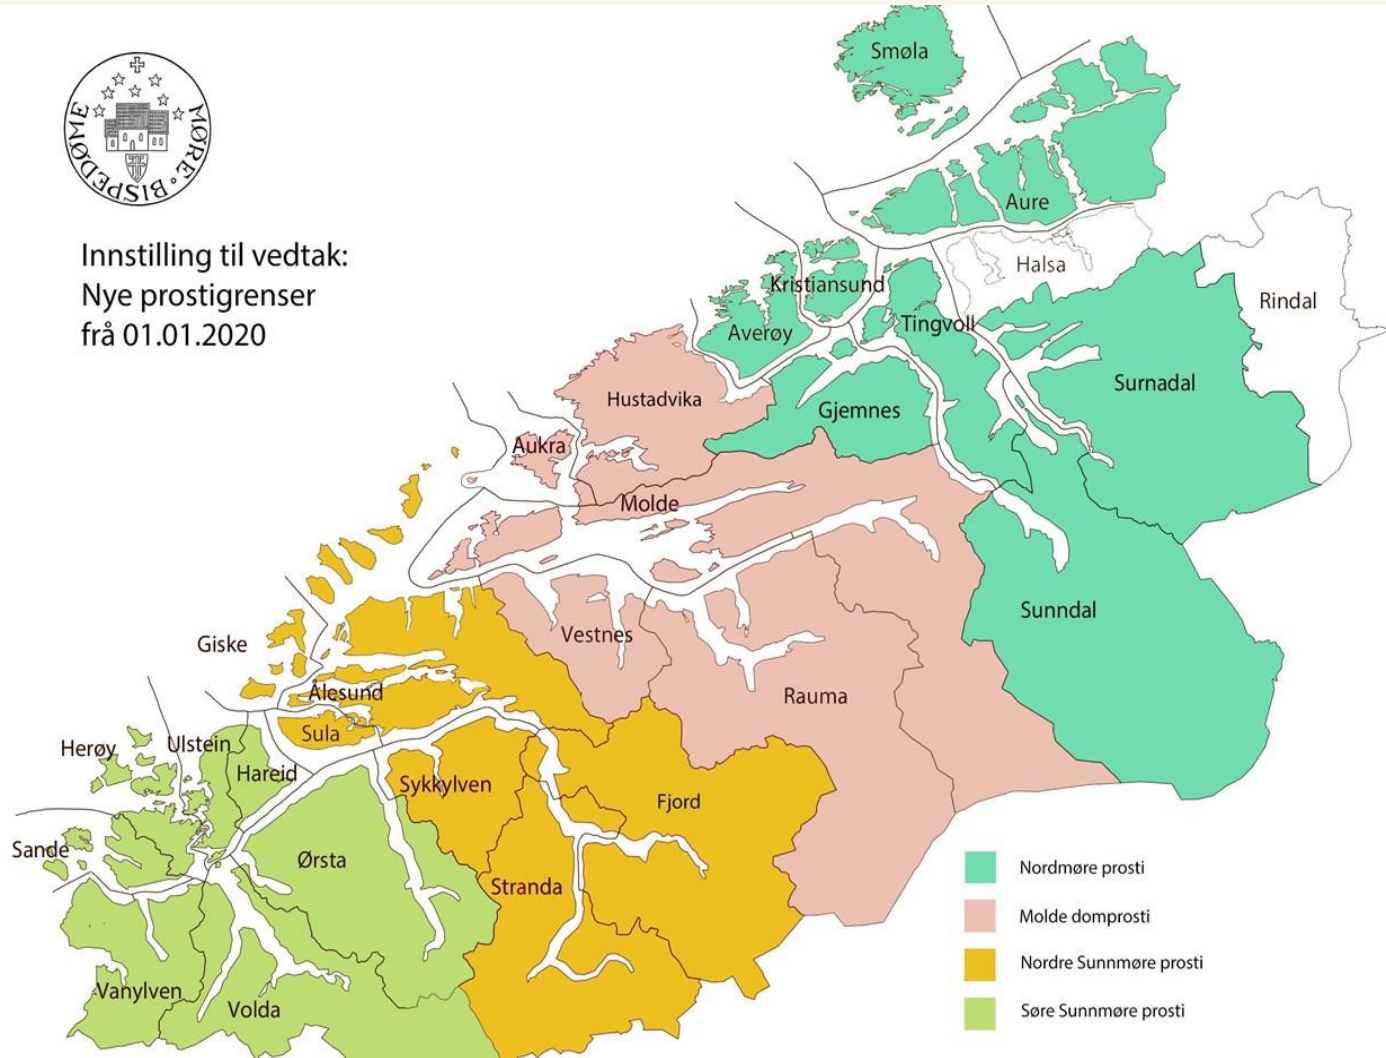 MØRE · BISPEDØME
Innstilling til vedtak:
Nye prostigrenser
frå 01.01.2020
Smøla
Aure
Halsa
Rindal
Kristiansund
Averøy
Tingvoll
Surnadal
Hustadvika
Gjemnes
Aukra
Molde
Sunndal
Vestnes
Giske
Rauma
Ålesund
Sula
Herøy
Ulstein
Hareid
Sykkylven
Fjord
Sande
Ørsta
Stranda
Vanylven
Volda
Nordmøre prosti
Molde domprosti
Nordre Sunnmøre prosti
Søre Sunnmøre prosti